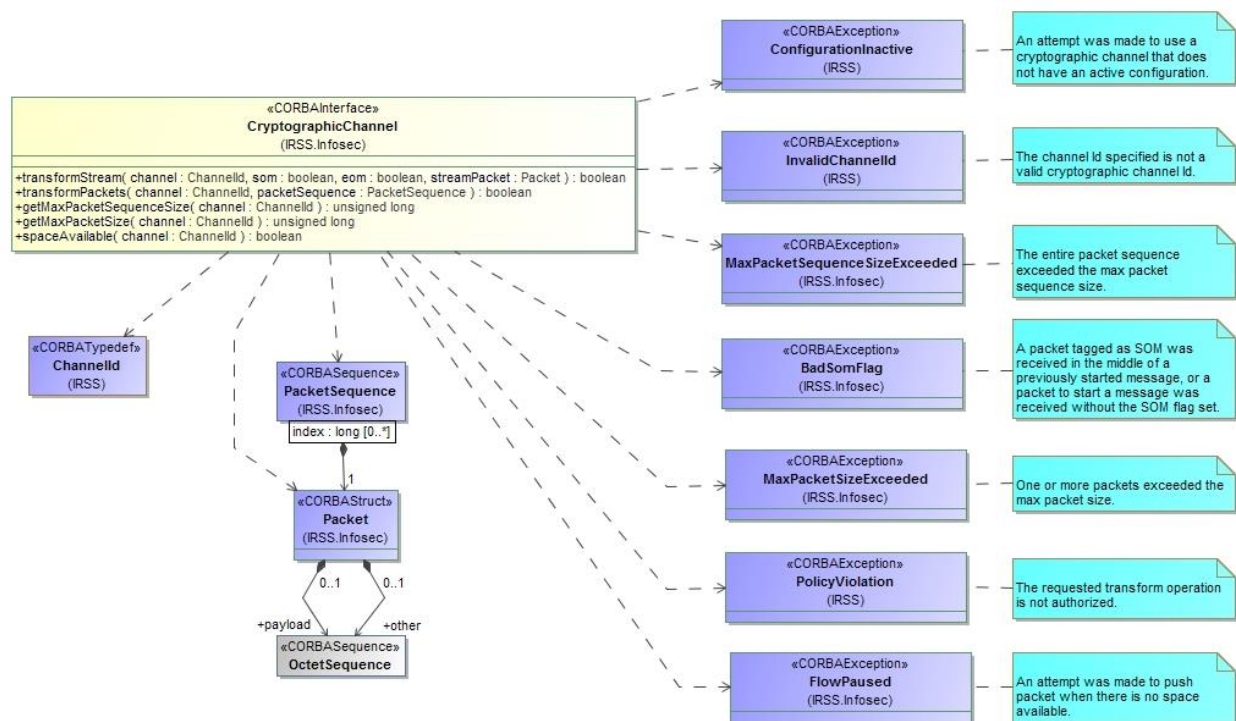 «CORBAInterface»
CryptographicChannel
(IRSS.Infosec)
+transformStream( channel : ChannelId, som : boolean, eom : boolean, streamPacket : Packet ) : boolean
+transformPackets( channel : ChannelId, packetSequence : PacketSequence ) : boolean
+getMaxPacketSequenceSize( channel : ChannelId ) : unsigned long
+getMaxPacketSize( channel : ChannelId ) : unsigned long
+spaceAvailable( channel : ChannelId ) : boolean
«CORBATypedef»
ChannelId
(IRSS)
«CORBASequence»
PacketSequence
(IRSS.Infosec)
index : long [0..*]
1
«CORBAStruct»
Packet
(IRSS.Infosec)
0..1
0..1
+payload
+other
«CORBASequence»
OctetSequence
«CORBAException»
ConfigurationInactive
(IRSS)
An attempt was made to use a
cryptographic channel that does
not have an active configuration.
«CORBAException»
InvalidChannelId
(IRSS)
The channel Id specified is not a
valid cryptographic channel Id.
«CORBAException»
MaxPacketSequenceSizeExceeded
(IRSS.Infosec)
The entire packet sequence
exceeded the max packet
sequence size.
«CORBAException»
BadSomFlag
(IRSS.Infosec)
A packet tagged as SOM was
received in the middle of a
previously started message, or a
packet to start a message was
received without the SOM flag set.
«CORBAException»
MaxPacketSizeExceeded
(IRSS.Infosec)
One or more packets exceeded the
max packet size.
«CORBAException»
PolicyViolation
(IRSS)
The requested transform operation
is not authorized.
«CORBAException»
FlowPaused
(IRSS.Infosec)
An attempt was made to push
packet when there is no space
available.